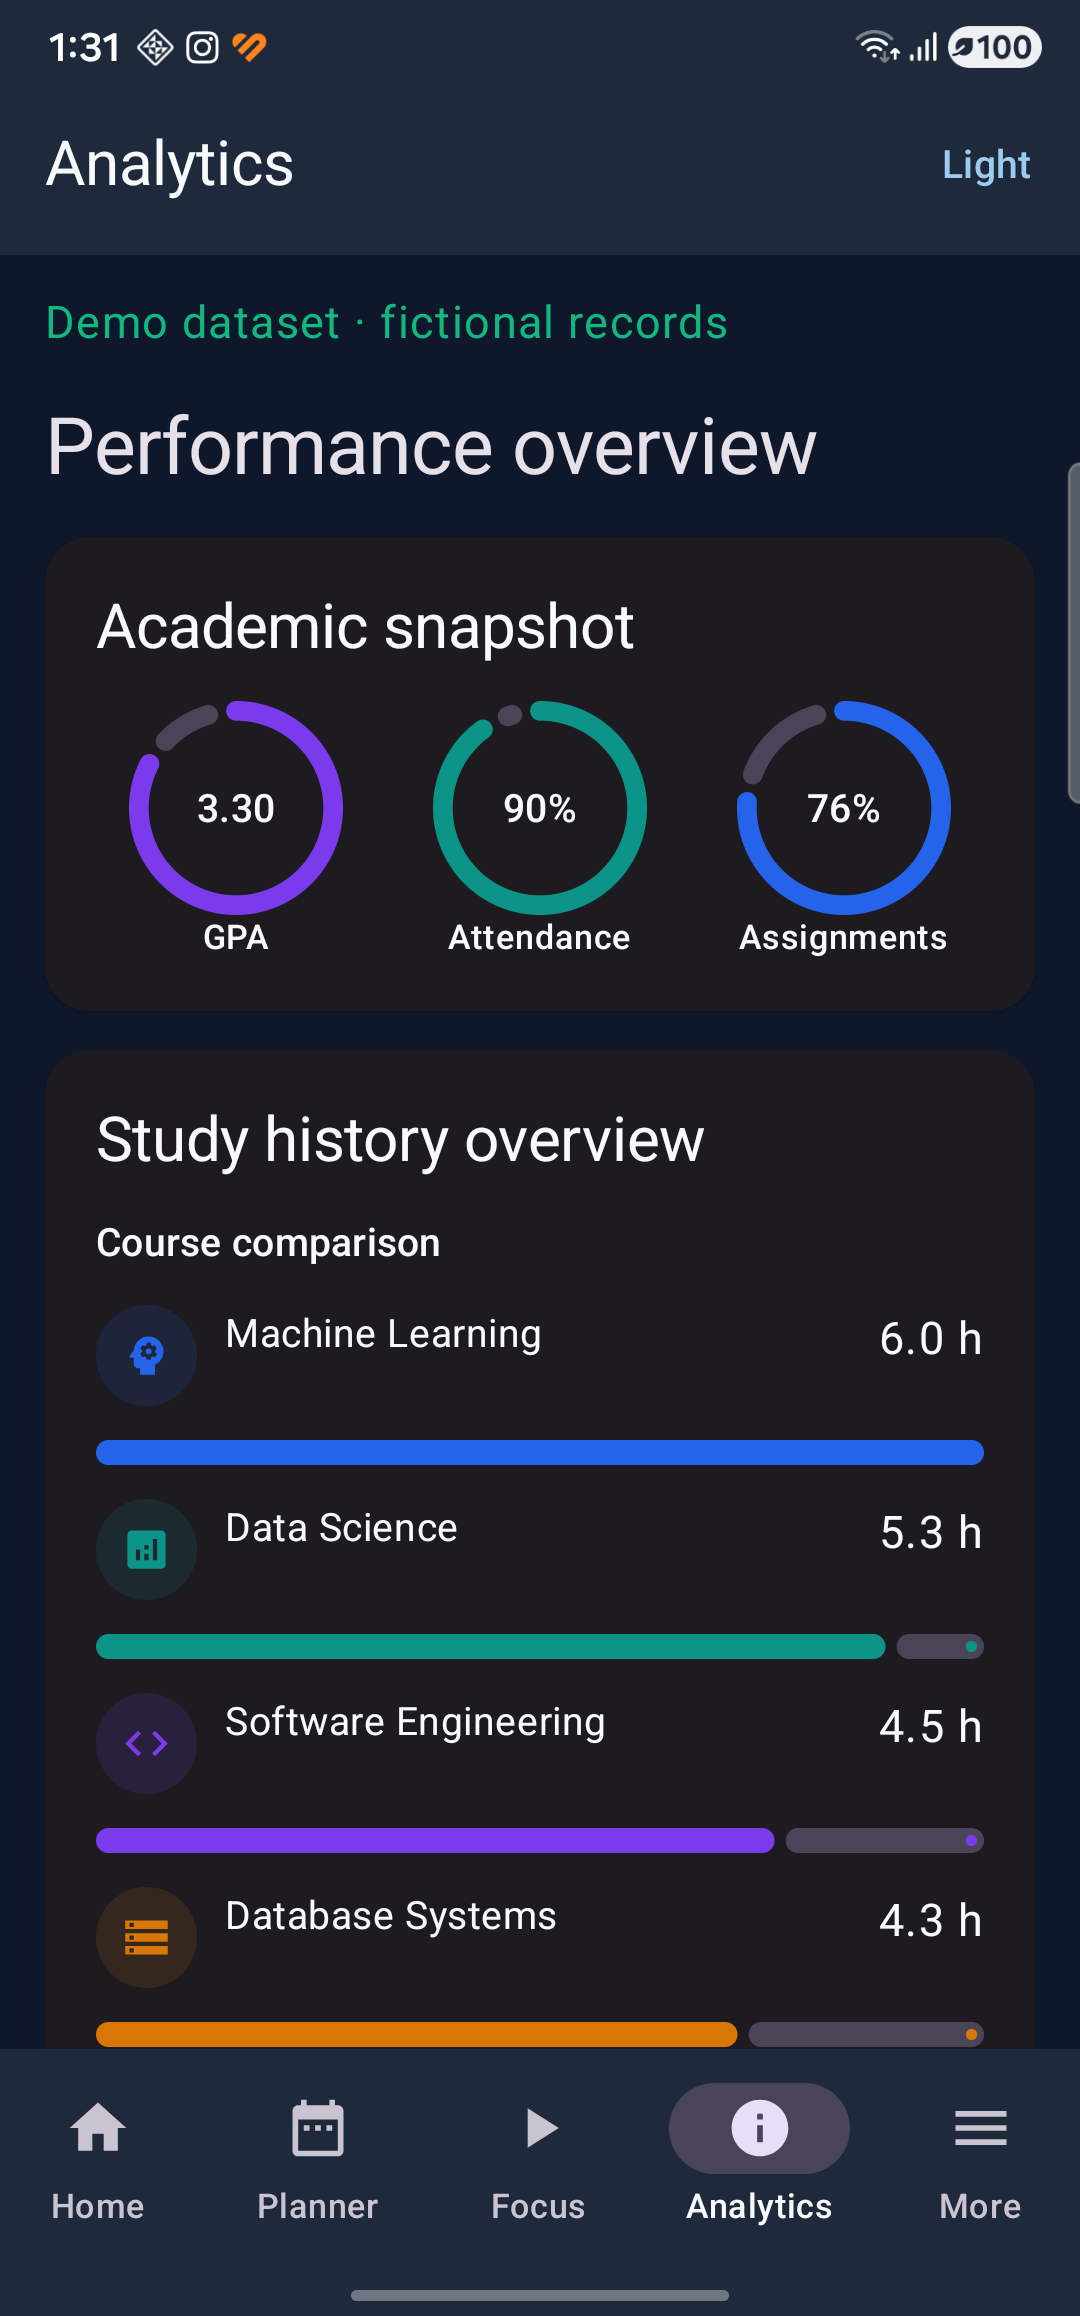 1:31
100
Analytics
Light
Demo dataset · fictional records
Performance overview
Academic snapshot
3.30
90%
76%
GPA
Attendance
Assignments
Study history overview
Course comparison
Machine Learning
6.0 h
Data Science
5.3 h
Software Engineering
4.5 h
Database Systems
4.3 h
Home
Planner
Focus
Analytics
More